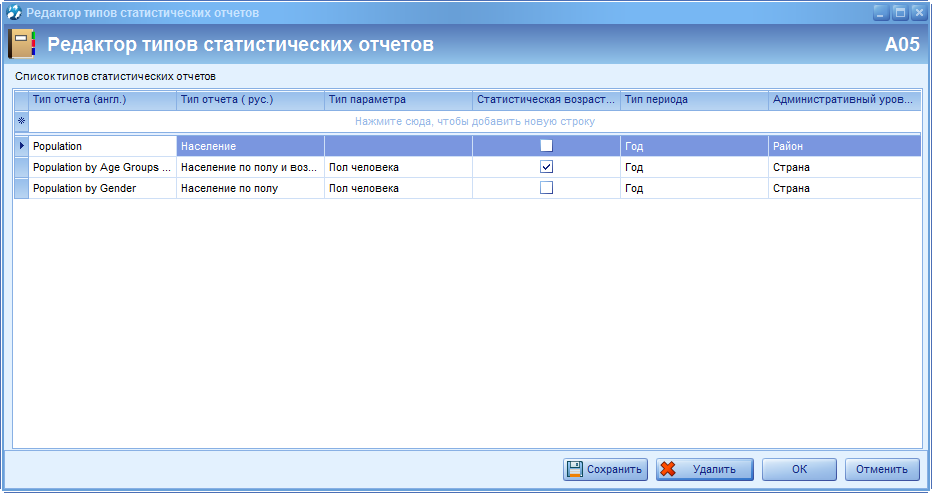 Редактор типов статистических отчетов
Редактор типов статистических отчетов A05
Список типов статистических отчетов
Тип отчета (англ.) Тип отчета ( рус.) Тип параметра Статистическая возраст... Тип периода Административный уров...
Нажмите сюда, чтобы добавить новую строку
Population Население Год Район
Population by Age Groups ... Население по полу и воз... Пол человека Год Страна
Population by Gender Население по полу Пол человека Год Страна
Сохранить Удалить ОК Отменить